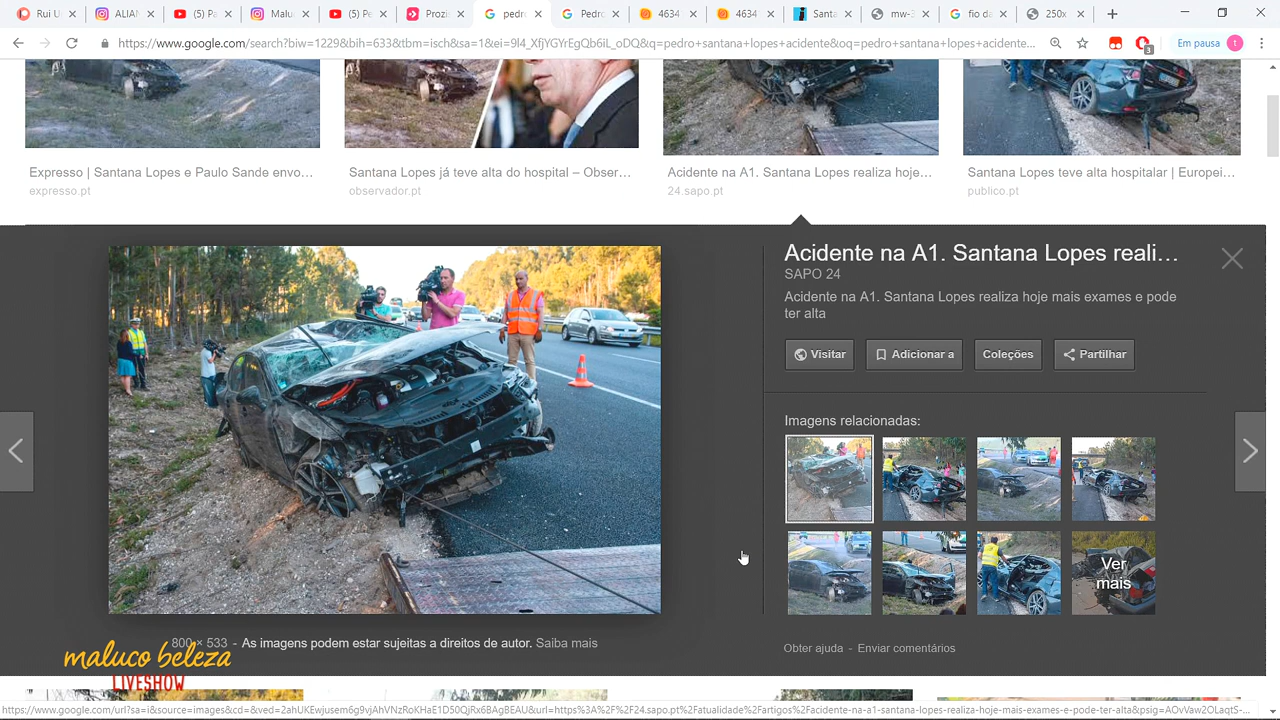 Rui U
ALIAN
(5) Pa
Maluc
(5) Pe
Prozis
pedro
Pedro
4634
4634
Santa
mw-3
fio da
250x
https://www.google.com/search?biw=1229&bih=633&tbm=isch&sa=1&ei=9l4_XfjYGYrEgQb6iL_oDQ&q=pedro+santana+lopes+acidente&oq=pedro+santana+lopes+acidente...
3
Em pausa
t
Expresso | Santana Lopes e Paulo Sande envo...
Santana Lopes já teve alta do hospital – Obser...
Acidente na A1. Santana Lopes realiza hoje...
Santana Lopes teve alta hospitalar | Europei...
expresso.pt
observador.pt
24.sapo.pt
publico.pt
Acidente na A1. Santana Lopes reali...
SAPO 24
Acidente na A1. Santana Lopes realiza hoje mais exames e pode
ter alta
Visitar
Adicionar a
Coleções
Partilhar
Imagens relacionadas:
Ver
mais
800 × 533 - As imagens podem estar sujeitas a direitos de autor. Saiba mais
Obter ajuda - Enviar comentários
maluco beleza
LIVESHOW